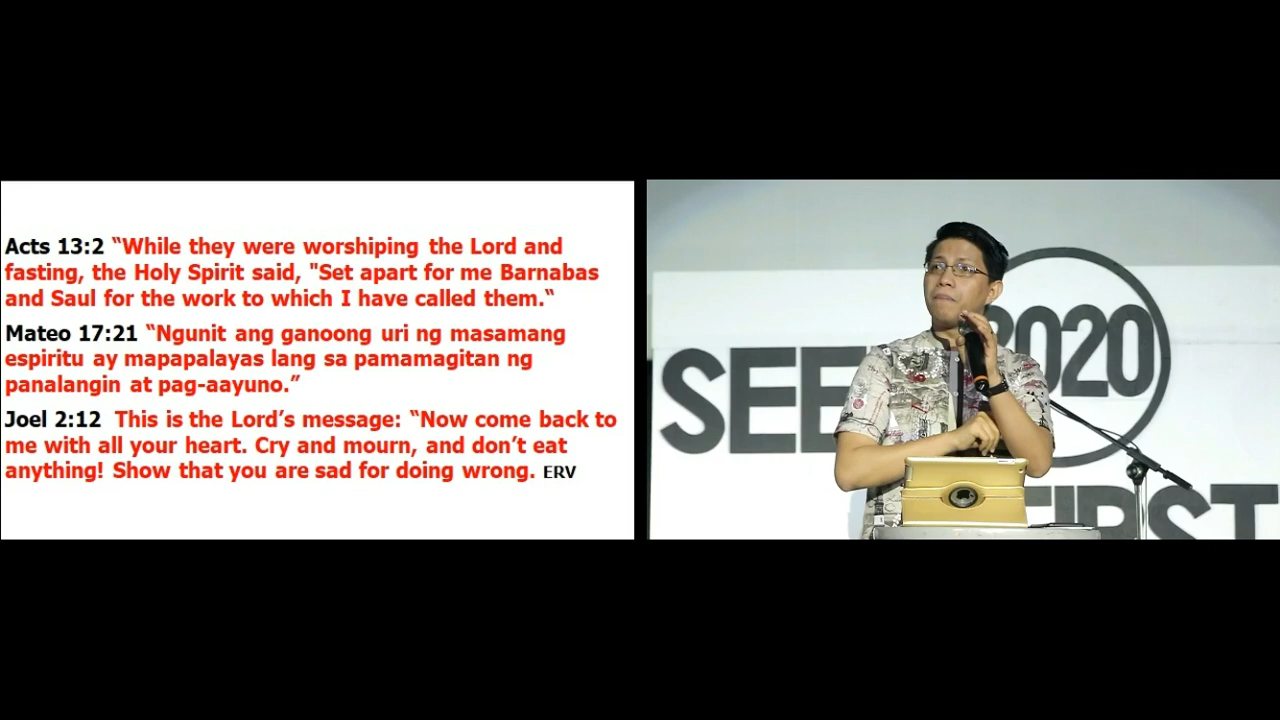 Acts 13:2 “While they were worshiping the Lord and
fasting, the Holy Spirit said, "Set apart for me Barnabas
and Saul for the work to which I have called them.“
Mateo 17:21 “Ngunit ang ganoong uri ng masamang
espiritu ay mapapalayas lang sa pamamagitan ng
panalangin at pag-aayuno.”
Joel 2:12 This is the Lord’s message: “Now come back to
me with all your heart. Cry and mourn, and don’t eat
anything! Show that you are sad for doing wrong. ERV
2020
FIRST